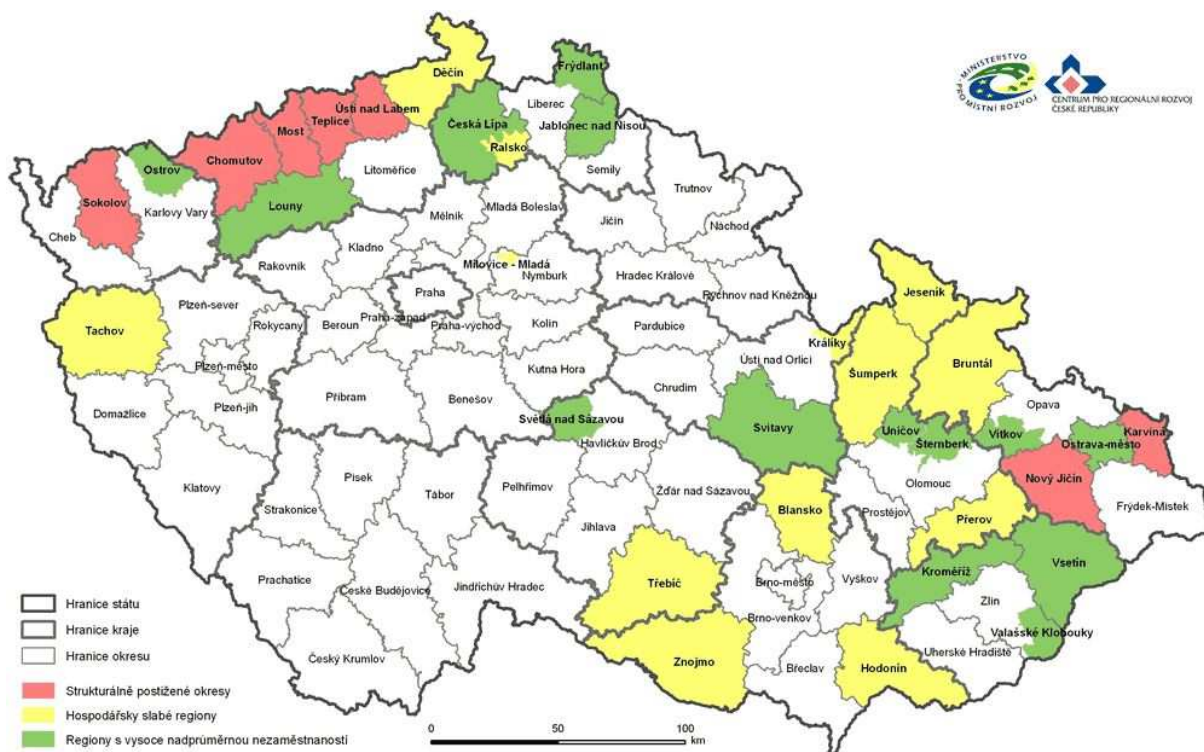 Děčín
Frýdlant
MINISTERSTVO
PRO MÍSTNÍ ROZVOJ
CENTRUM PRO REGIONÁLNÍ ROZVOJ
ČESKÉ REPUBLIKY
Liberec
Ústí nad Labem
Teplice
Most
Česká Lípa
Jablonec nad Nisou
Ralsko
Chomutov
Ostrov
Litoměřice
Semily
Trutnov
Sokolov
Louny
Karlovy Vary
Mělník
Mladá Boleslav
Jičín
Náchod
Cheb
Kladno
Rakovník
Milovice - Mladá
Nymburk
Hradec Králové
Rychnov nad Kněžnou
Praha
Jeseník
Plzeň-sever
Rokycany
Beroun
Praha-západ
Praha-východ
Kolín
Pardubice
Tachov
Králíky
Ústí nad Orlicí
Šumperk
Bruntál
Plzeň-město
Kutná Hora
Chrudim
Příbram
Benešov
Opava
Domažlice
Plzeň-jih
Světlá nad Sázavou
Svitavy
Uničov
Šternberk
Vítkov
Ostrava-město
Karviná
Havlíčkův Brod
Klatovy
Písek
Tábor
Pelhřimov
Žďár nad Sázavou
Olomouc
Nový Jičín
Frýdek-Místek
Strakonice
Jihlava
Blansko
Prostějov
Přerov
Vsetín
Prachatice
České Budějovice
Jindřichův Hradec
Třebíč
Brno-město
Vyškov
Kroměříž
Zlín
Brno-venkov
Valašské Klobouky
Uherské Hradiště
Český Krumlov
Znojmo
Břeclav
Hodonín
Hranice státu
Hranice kraje
Hranice okresu
Strukturálně postižené okresy
Hospodářsky slabé regiony
Regiony s vysoce nadprůměrnou nezaměstnaností
0 50 100
km